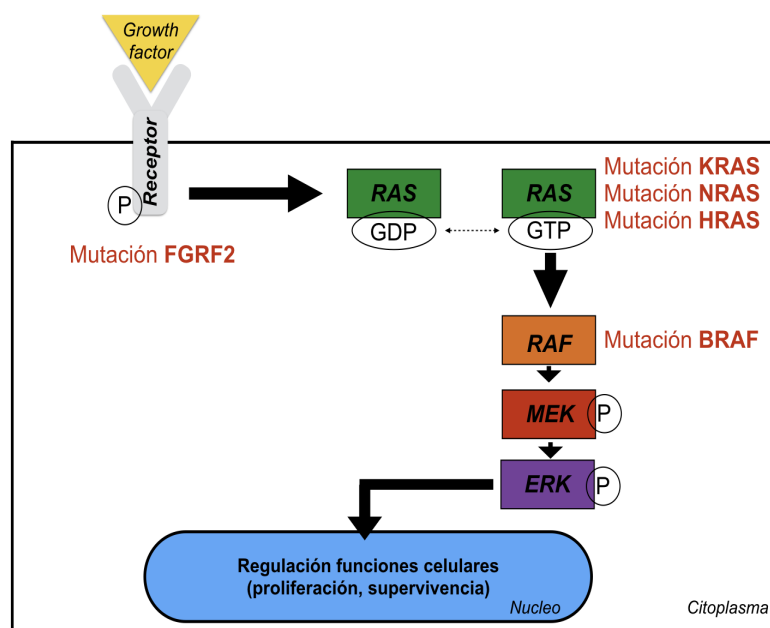 Growth
factor
Receptor
P
Mutación FGRF2
RAS
GDP
RAS
GTP
Mutación KRAS
Mutación NRAS
Mutación HRAS
RAF
Mutación BRAF
MEK
P
ERK
P
Regulación funciones celulares
(proliferación, supervivencia)
Nucleo
Citoplasma